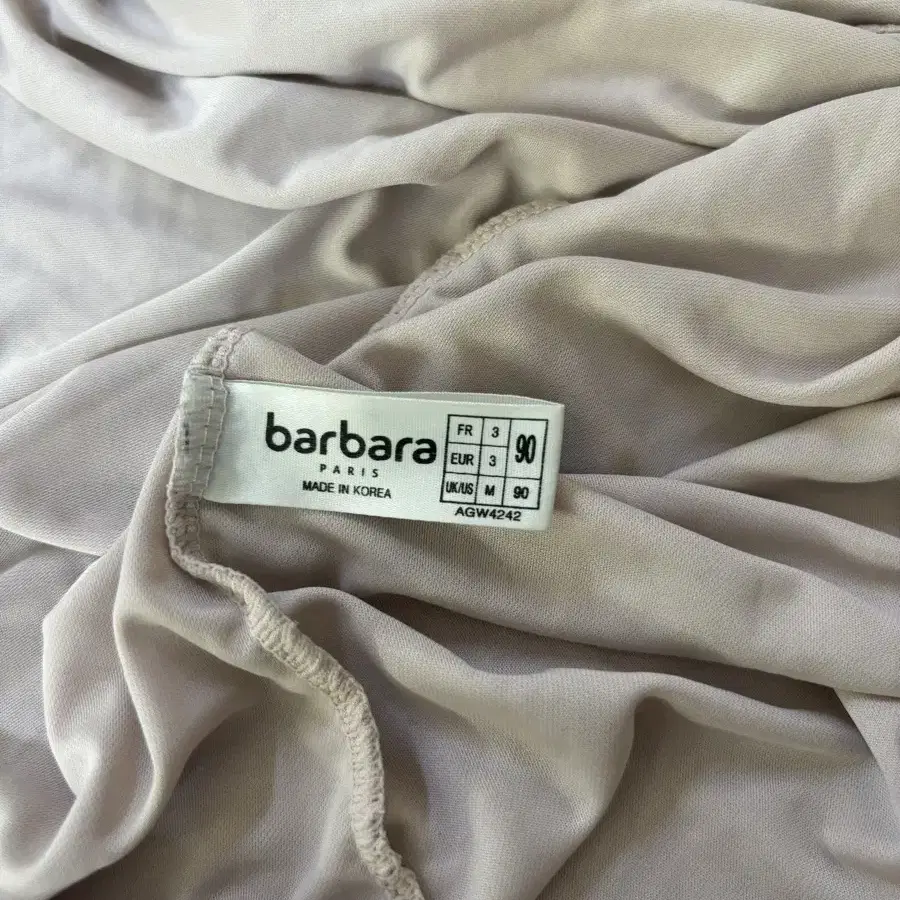 barbara
PARIS
MADE IN KOREA
FR 3 90
EUR 3
UK/US M 90
AGW4242